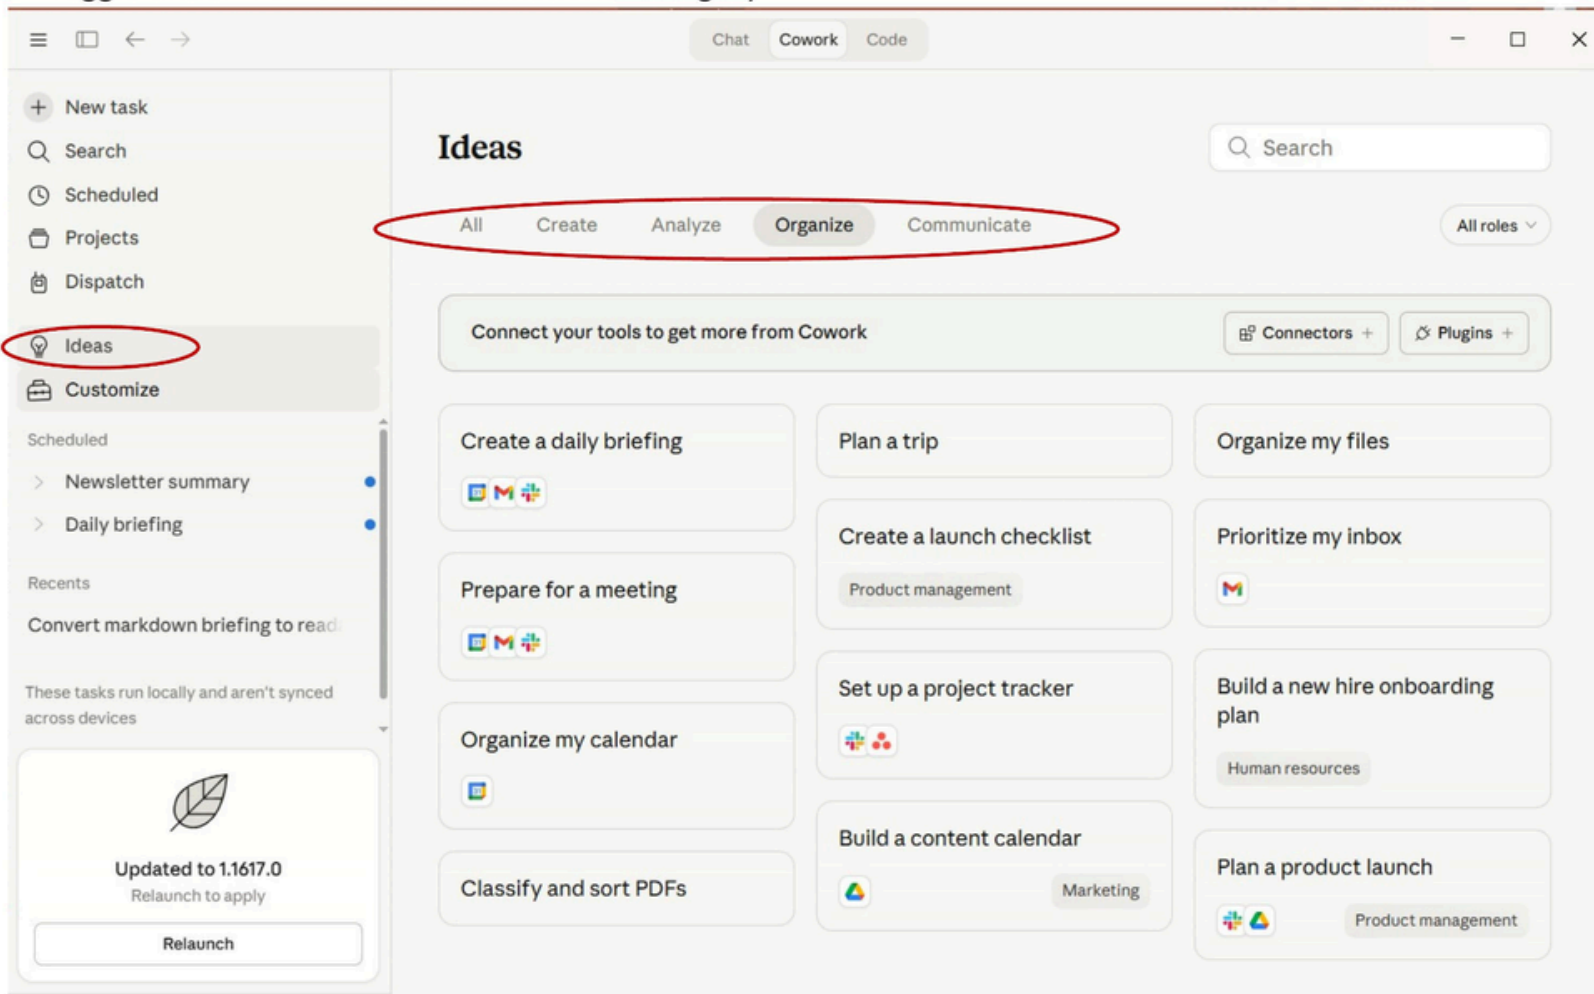 Chat Cowork Code
New task
Search
Scheduled
Projects
Dispatch
Ideas
Customize
Scheduled
Newsletter summary
Daily briefing
Recents
Convert markdown briefing to read
These tasks run locally and aren't synced
across devices
Updated to 1.1617.0
Relaunch to apply
Relaunch
Ideas
Search
All Create Analyze Organize Communicate
All roles
Connect your tools to get more from Cowork
Connectors +
Plugins +
Create a daily briefing
Prepare for a meeting
Organize my calendar
Classify and sort PDFs
Plan a trip
Create a launch checklist
Product management
Set up a project tracker
Build a content calendar
Marketing
Organize my files
Prioritize my inbox
Build a new hire onboarding
plan
Human resources
Plan a product launch
Product management